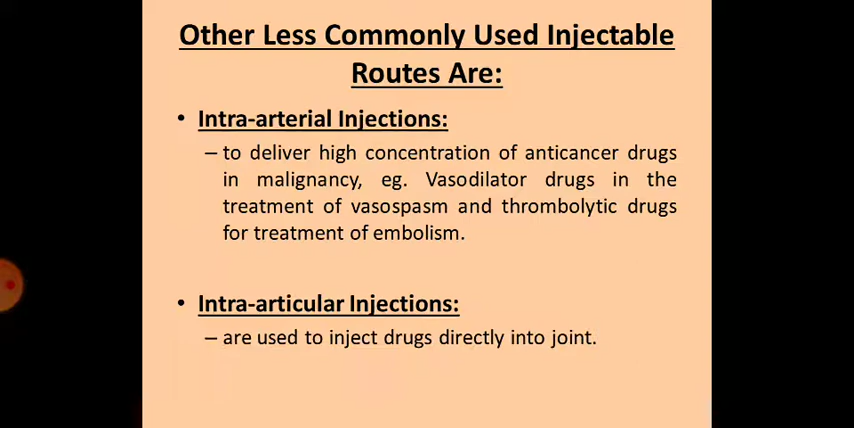 Other Less Commonly Used Injectable
Routes Are:
• Intra-arterial Injections:
– to deliver high concentration of anticancer drugs
in malignancy, eg. Vasodilator drugs in the
treatment of vasospasm and thrombolytic drugs
for treatment of embolism.
• Intra-articular Injections:
– are used to inject drugs directly into joint.